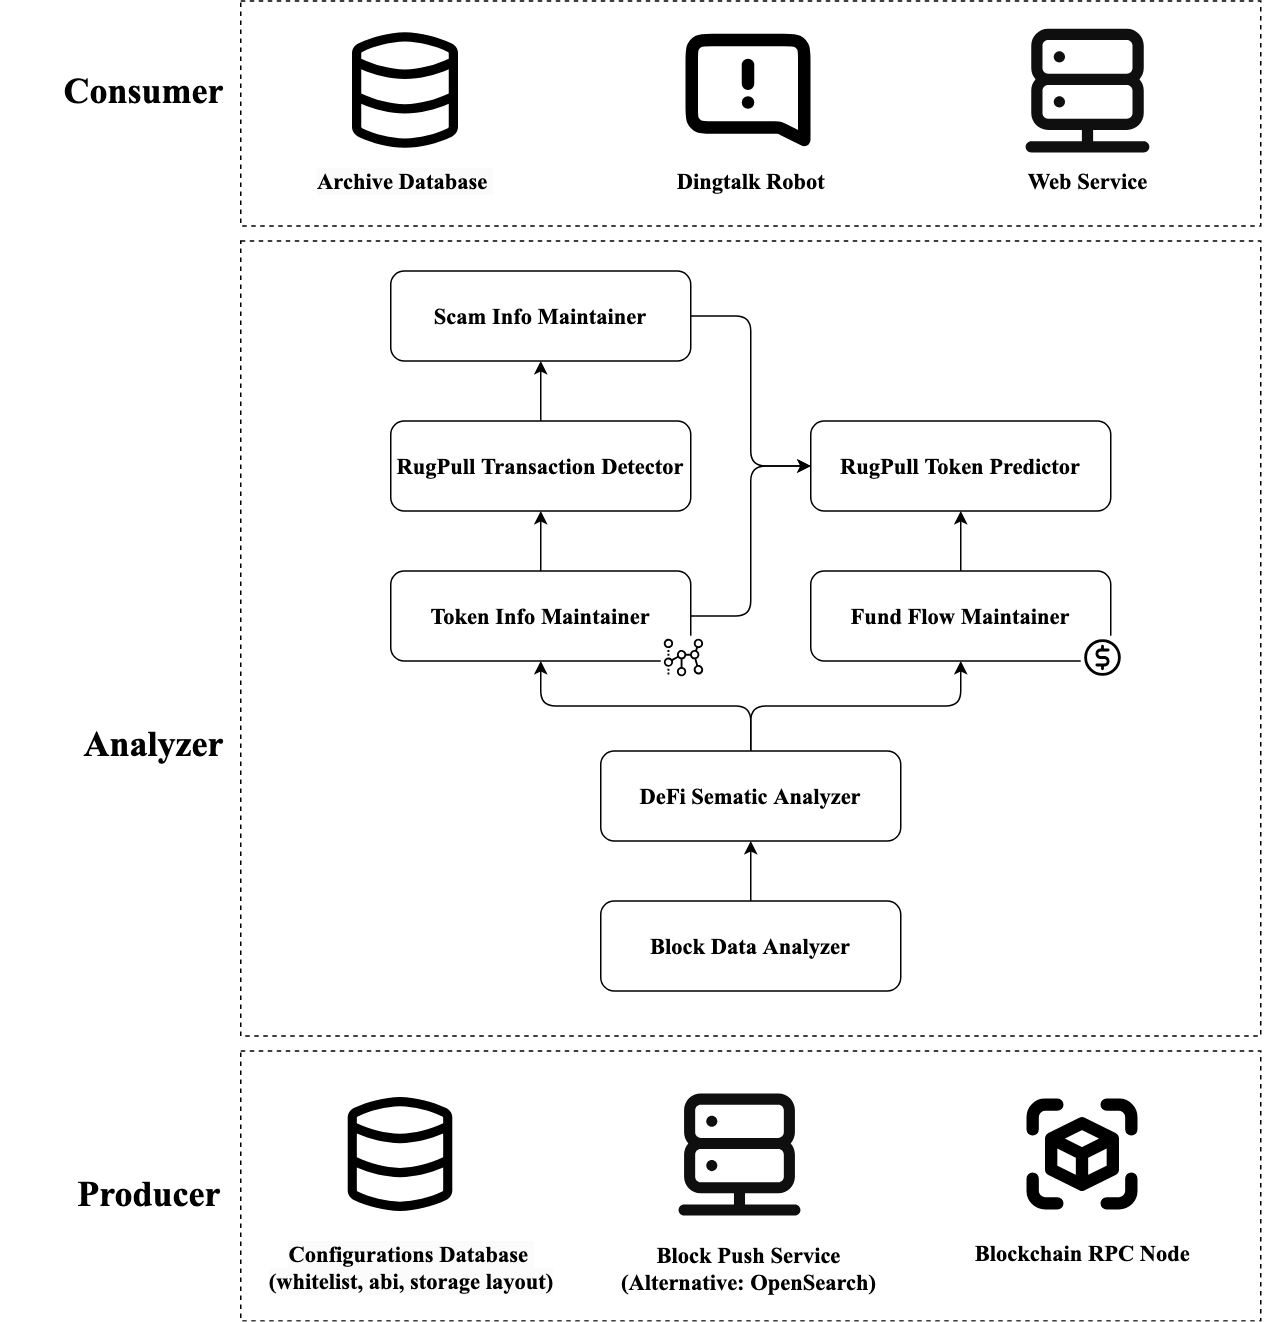 Consumer
Archive Database
Dingtalk Robot
Web Service
Scam Info Maintainer
RugPull Transaction Detector
RugPull Token Predictor
Token Info Maintainer
Fund Flow Maintainer
Analyzer
DeFi Sematic Analyzer
Block Data Analyzer
Producer
Configurations Database
(whitelist, abi, storage layout)
Block Push Service
(Alternative: OpenSearch)
Blockchain RPC Node